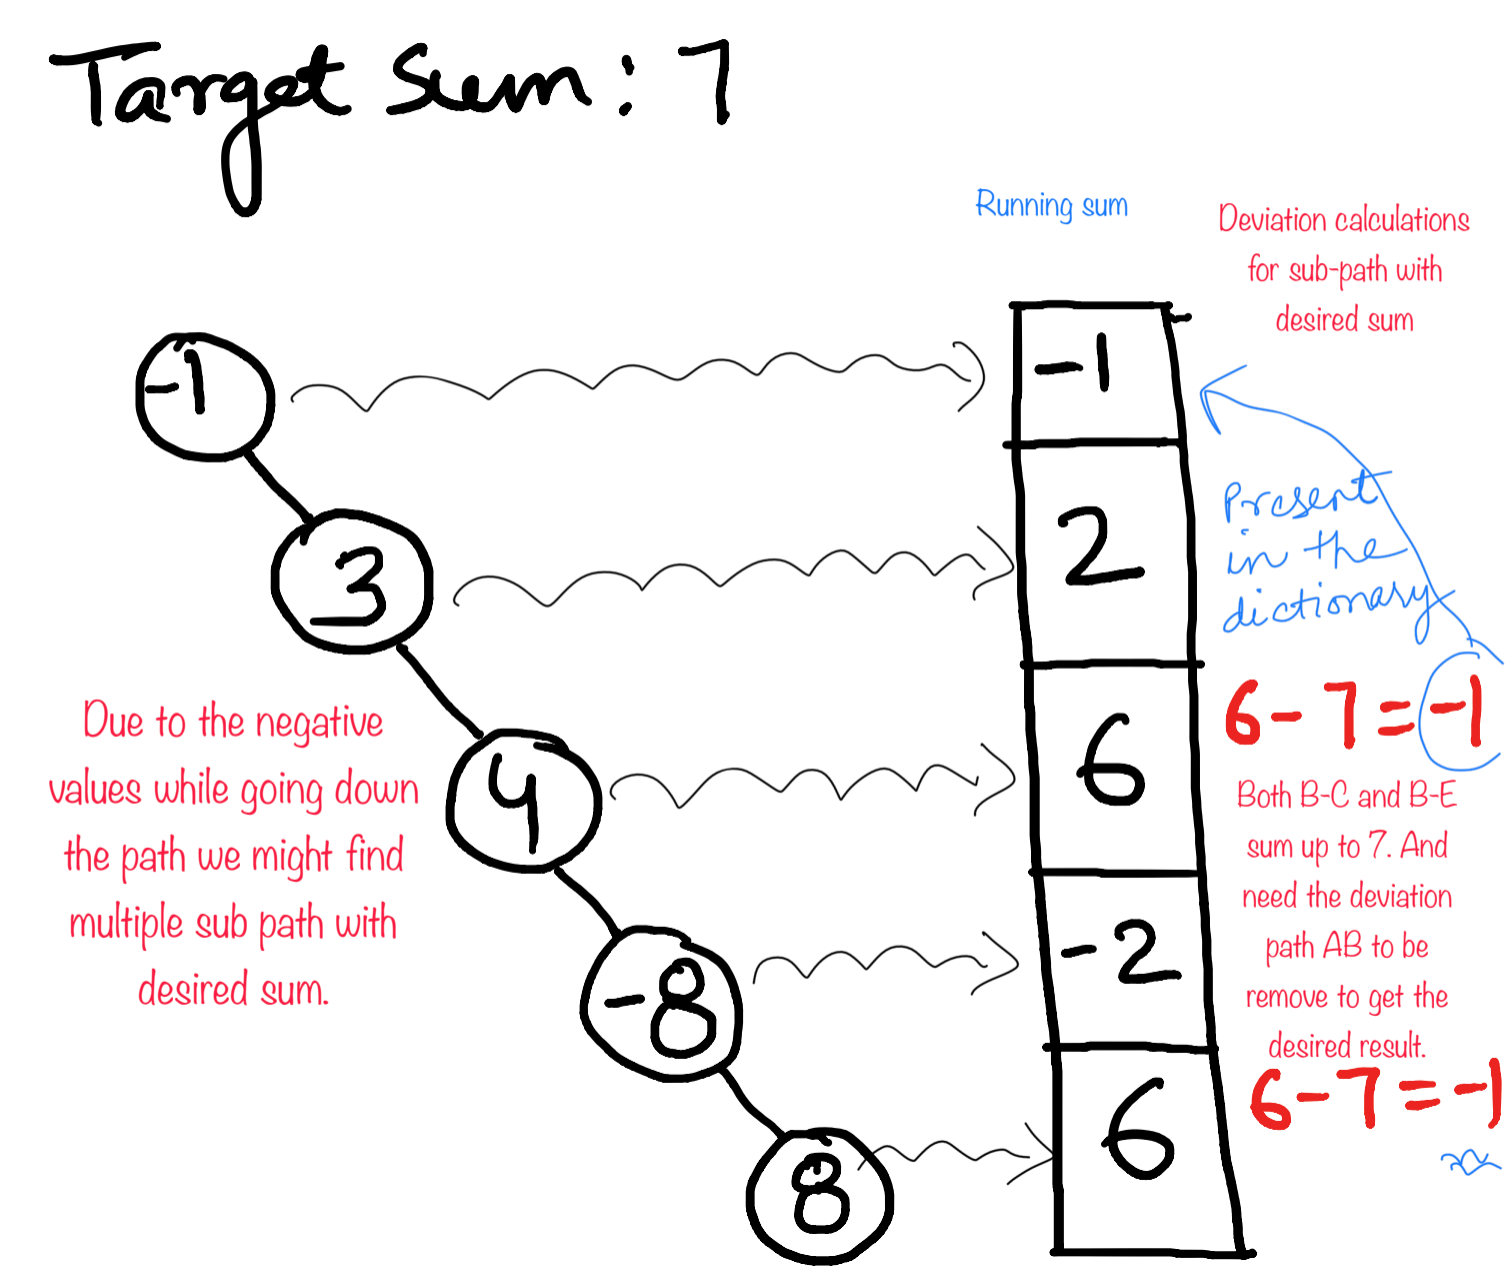 Target Sum: 7
Running sum
Deviation calculations
for sub-path with
desired sum
-1
-1
Present
in the
dictionary
3
2
6-7=-1
4
6
Due to the negative
values while going down
the path we might find
multiple sub path with
desired sum.
Both B-C and B-E
sum up to 7. And
need the deviation
path AB to be
remove to get the
desired result.
-8
-2
6-7=-1
8
6